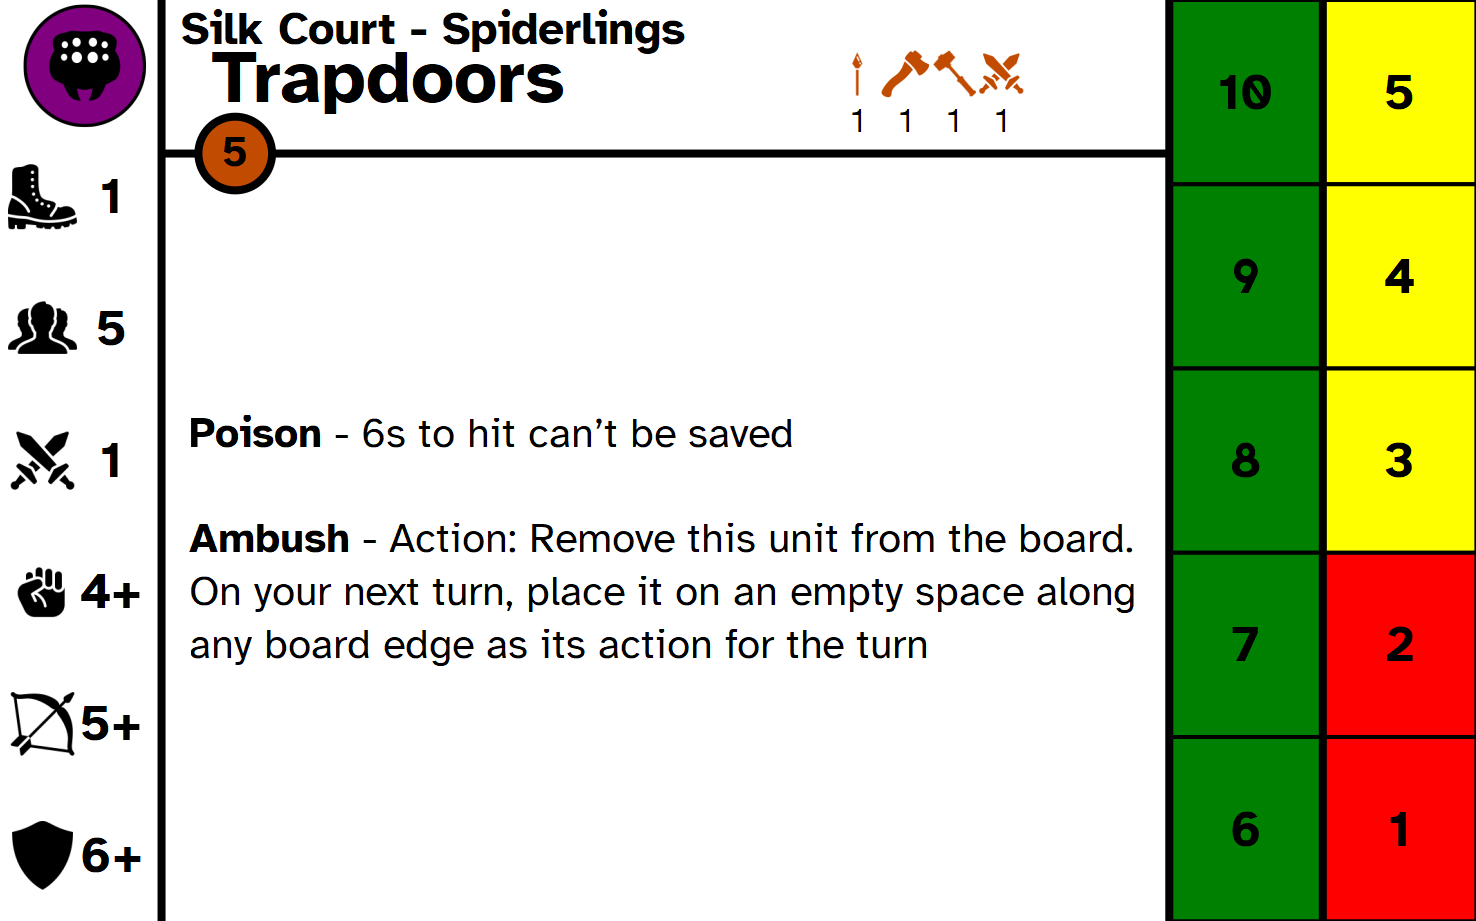 Silk Court - Spiderlings
Trapdoors
1 1 1 1
5
1
5
1
4+
5+
6+
Poison - 6s to hit can’t be saved
Ambush - Action: Remove this unit from the board.
On your next turn, place it on an empty space along
any board edge as its action for the turn
10 5
9 4
8 3
7 2
6 1